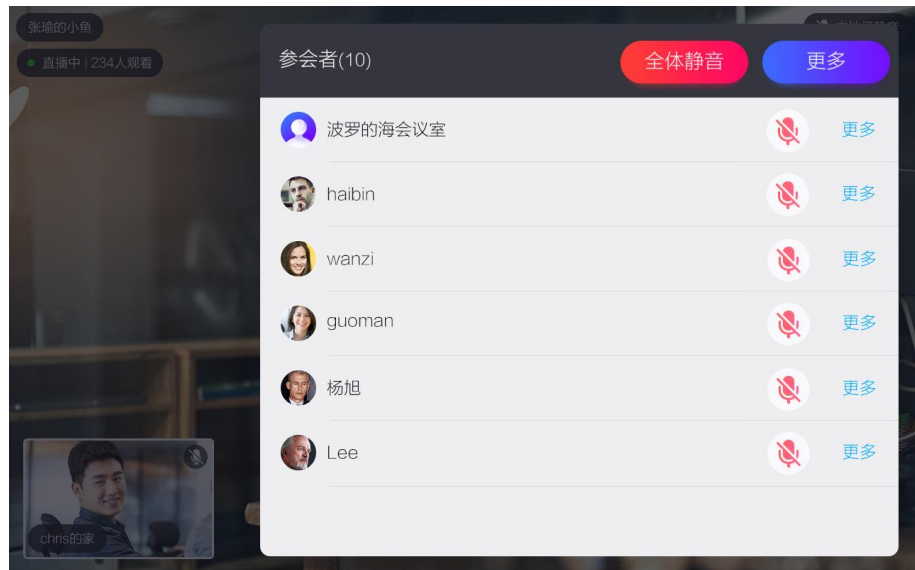 张瑜的小鱼
直播中 | 234人观看
参会者(10)
全体静音
更多
波罗的海会议室
更多
haibin
更多
wanzi
更多
guoman
更多
杨旭
更多
Lee
更多
chris的家